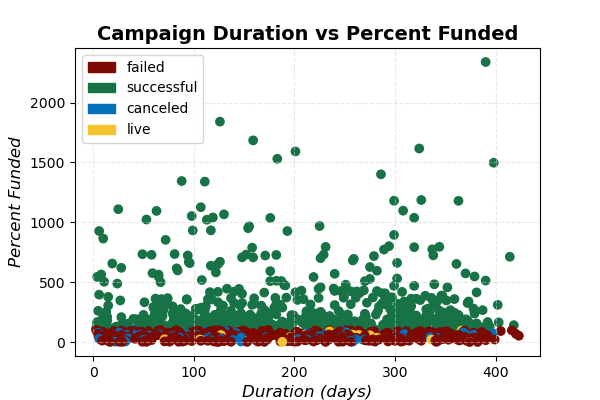 Campaign Duration vs Percent Funded
failed
successful
canceled
live
Percent Funded
2000
1500
1000
500
0
0 100 200 300 400
Duration (days)